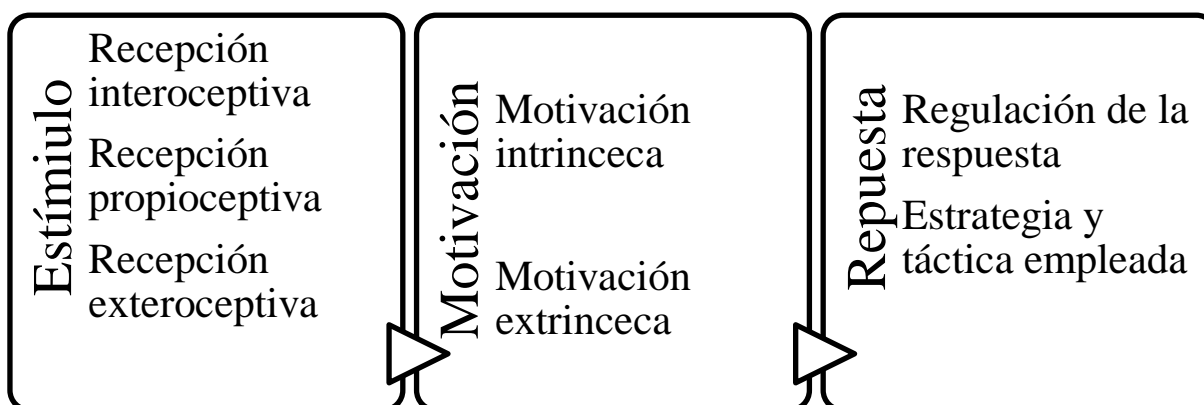 Estímiulo
Recepción
interoceptiva
Recepción
propioceptiva
Recepción
exteroceptiva
Motivación
Motivación
intrinceca
Motivación
extrinceca
Repuesta
Regulación de la
respuesta
Estrategia y
táctica empleada